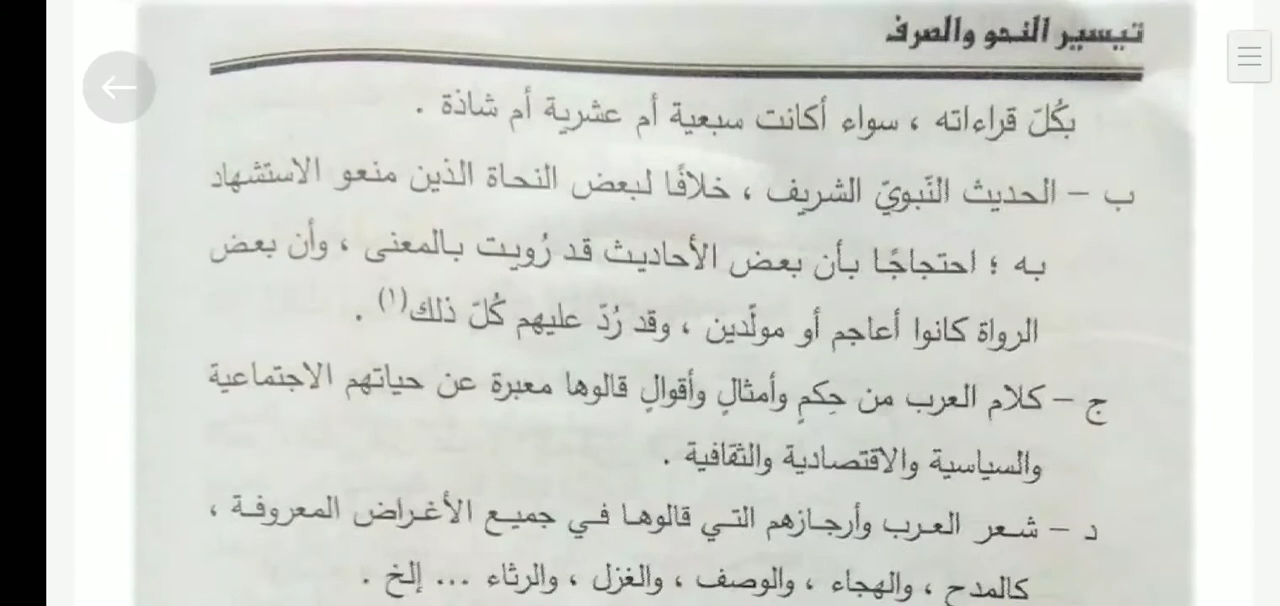 تيسير النحو والصرف
بكُلّ قراءاته ، سواء أكانت سبعية أم عشرية أم شاذة .
ب – الحديث النّبويّ الشريف ، خلافًا لبعض النحاة الذين منعو الاستشهاد
به ؛ احتجاجًا بأن بعض الأحاديث قد رُويت بالمعنى ، وأن بعض
الرواة كانوا أعاجم أو مولّدين ، وقد رُدّ عليهم كُلّ ذلك(١) .
ج – كلام العرب من حِكمٍ وأمثالٍ وأقوالٍ قالوها معبرة عن حياتهم الاجتماعية
والسياسية والاقتصادية والثقافية .
د – شعر العرب وأرجازهم التي قالوها في جميع الأغراض المعروفة ،
كالمدح ، والهجاء ، والوصف ، والغزل ، والرثاء ... إلخ .